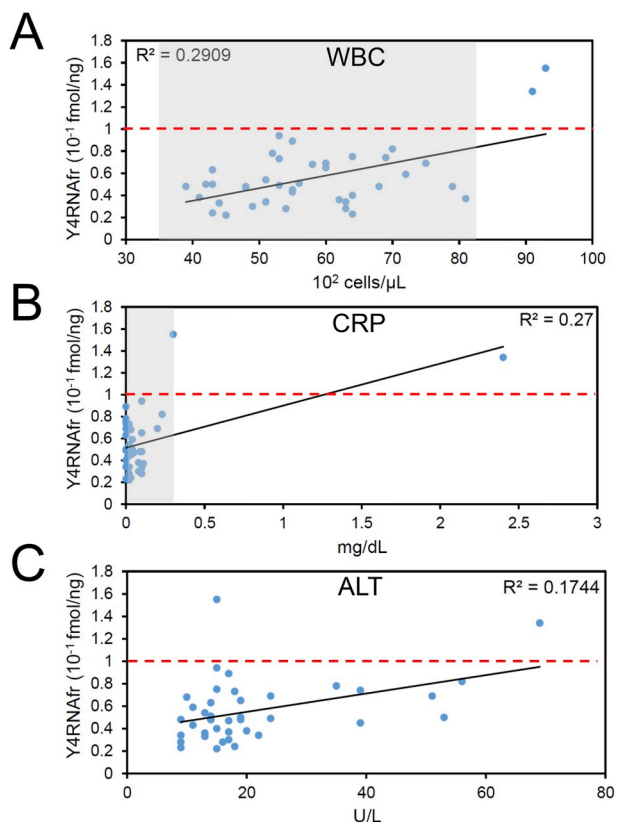 A
WBC
R² = 0.2909
Y4RNAfr (10⁻¹ fmol/ng)
1.8
1.6
1.4
1.2
1
0.8
0.6
0.4
0.2
0
30 40 50 60 70 80 90 100
10² cells/μL
B
CRP
R² = 0.27
Y4RNAfr (10⁻¹ fmol/ng)
1.8
1.6
1.4
1.2
1
0.8
0.6
0.4
0.2
0
0 0.5 1 1.5 2 2.5 3
mg/dL
C
ALT
R² = 0.1744
Y4RNAfr (10⁻¹ fmol/ng)
1.8
1.6
1.4
1.2
1
0.8
0.6
0.4
0.2
0
0 20 40 60 80
U/L